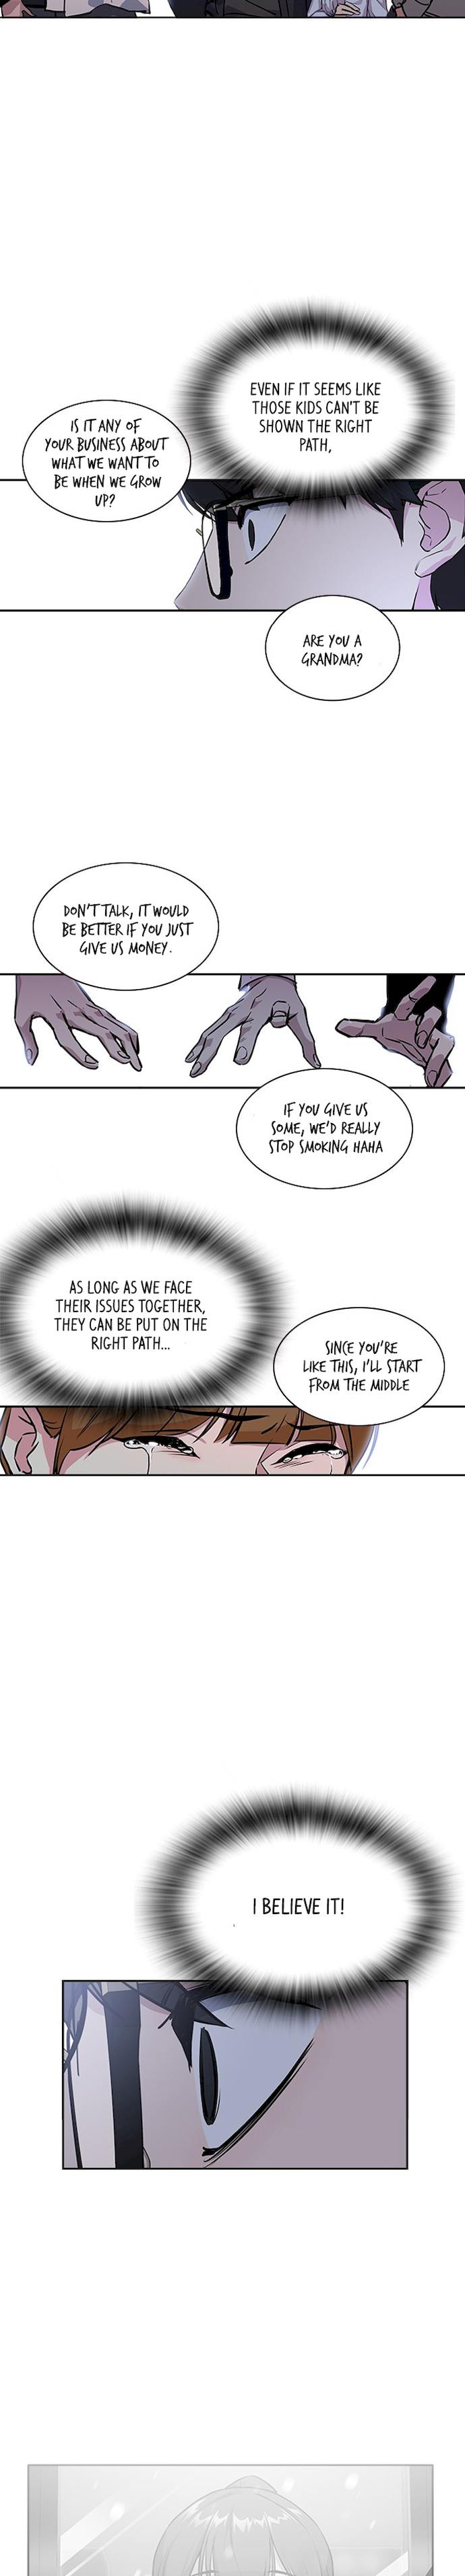 EVEN IF IT SEEMS LIKE
THOSE KIDS CAN'T BE
SHOWN THE RIGHT
PATH,
IS IT ANY OF
YOUR BUSINESS ABOUT
WHAT WE WANT TO
BE WHEN WE GROW
UP?
ARE YOU A
GRANDMA?
DON'T TALK, IT WOULD
BE BETTER IF YOU JUST
GIVE US MONEY.
IF YOU GIVE US
SOME, WE'D REALLY
STOP SMOKING HAHA
AS LONG AS WE FACE
THEIR ISSUES TOGETHER,
THEY CAN BE PUT ON THE
RIGHT PATH...
SINCE YOU'RE
LIKE THIS, I'LL START
FROM THE MIDDLE
I BELIEVE IT!